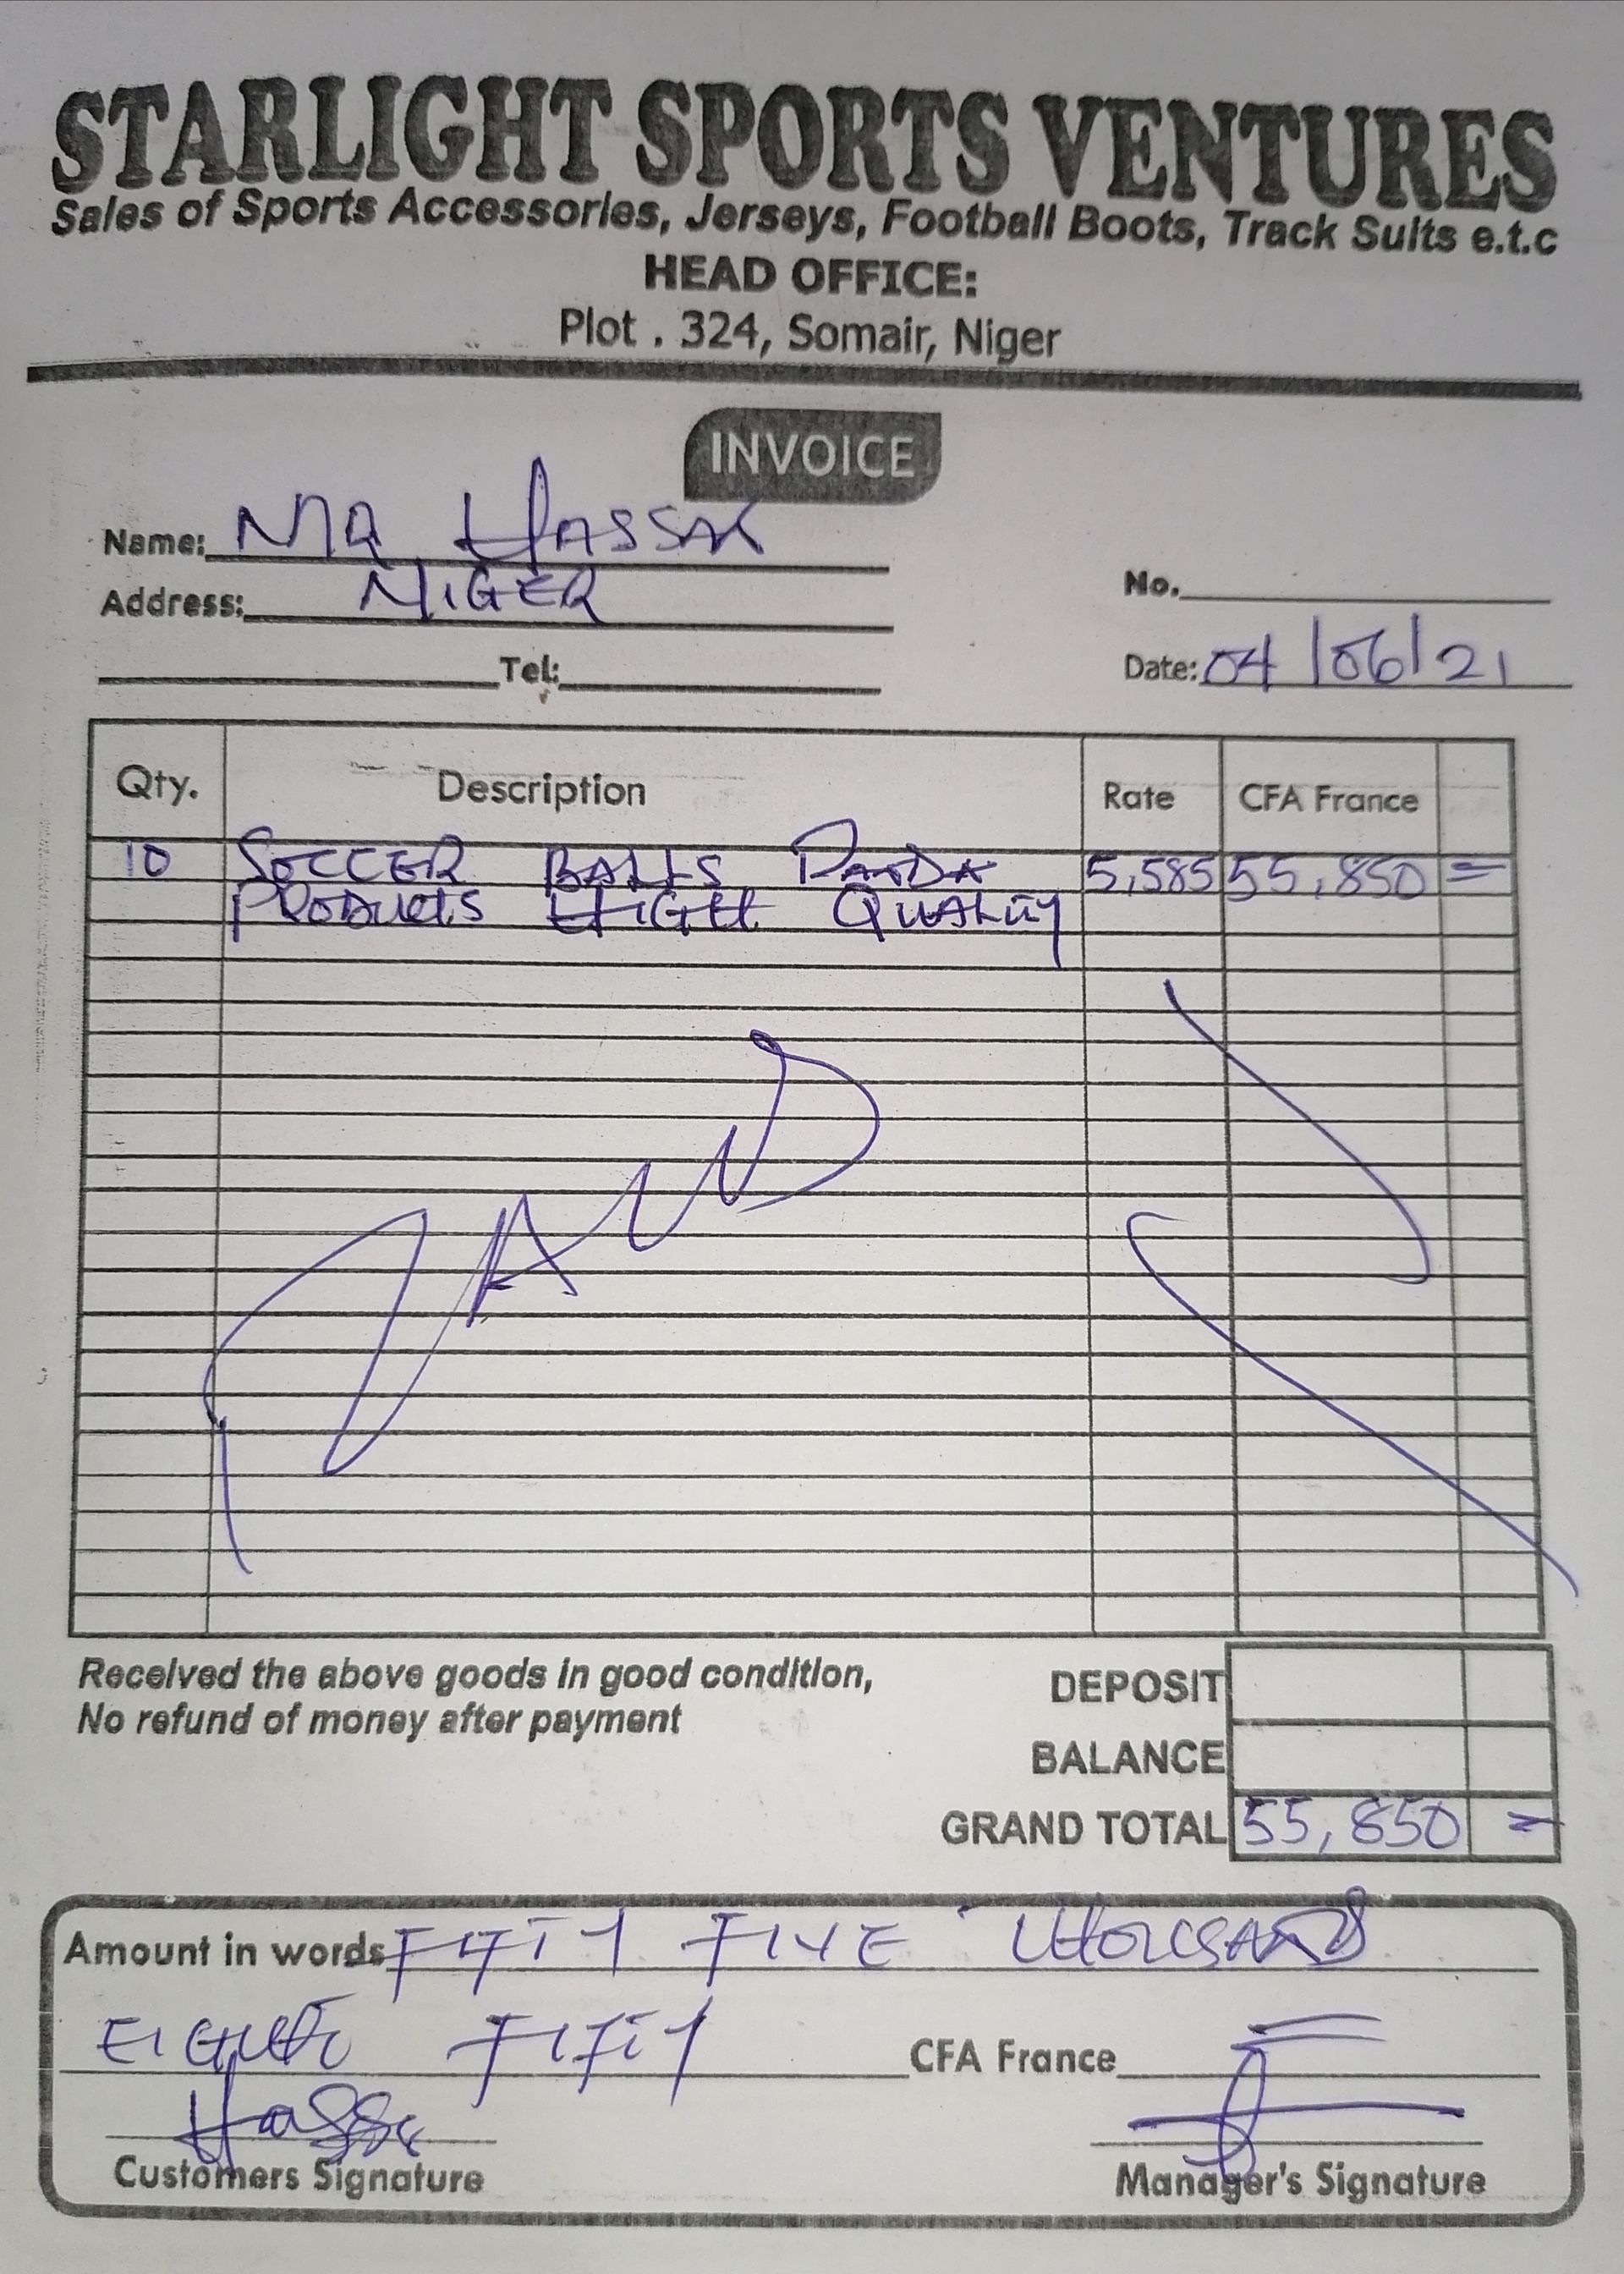 STARLIGHT SPORTS VENTURES
Sales of Sports Accessories, Jerseys, Football Boots, Track Suits e.t.c
HEAD OFFICE:
Plot . 324, Somair, Niger
INVOICE
Name: MR HASSAN
Address: NIGER
No.
Tel:
Date: 04/06/21
Qty. Description Rate CFA France
10 SOCCER BALLS PANDA 5,585 55,850 =
PRODUCTS HIGH QUALITY
PAID
Received the above goods in good condition,
No refund of money after payment
DEPOSIT
BALANCE
GRAND TOTAL 55,850 =
Amount in words FIFTY FIVE THOUSAND
EIGHT FIFTY CFA France =
Customers Signature
Manager's Signature